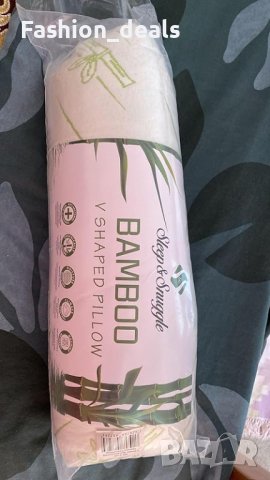 Fashion_deals
Sleep & Snuggle
BAMBOO
V SHAPED PILLOW
BAZAR